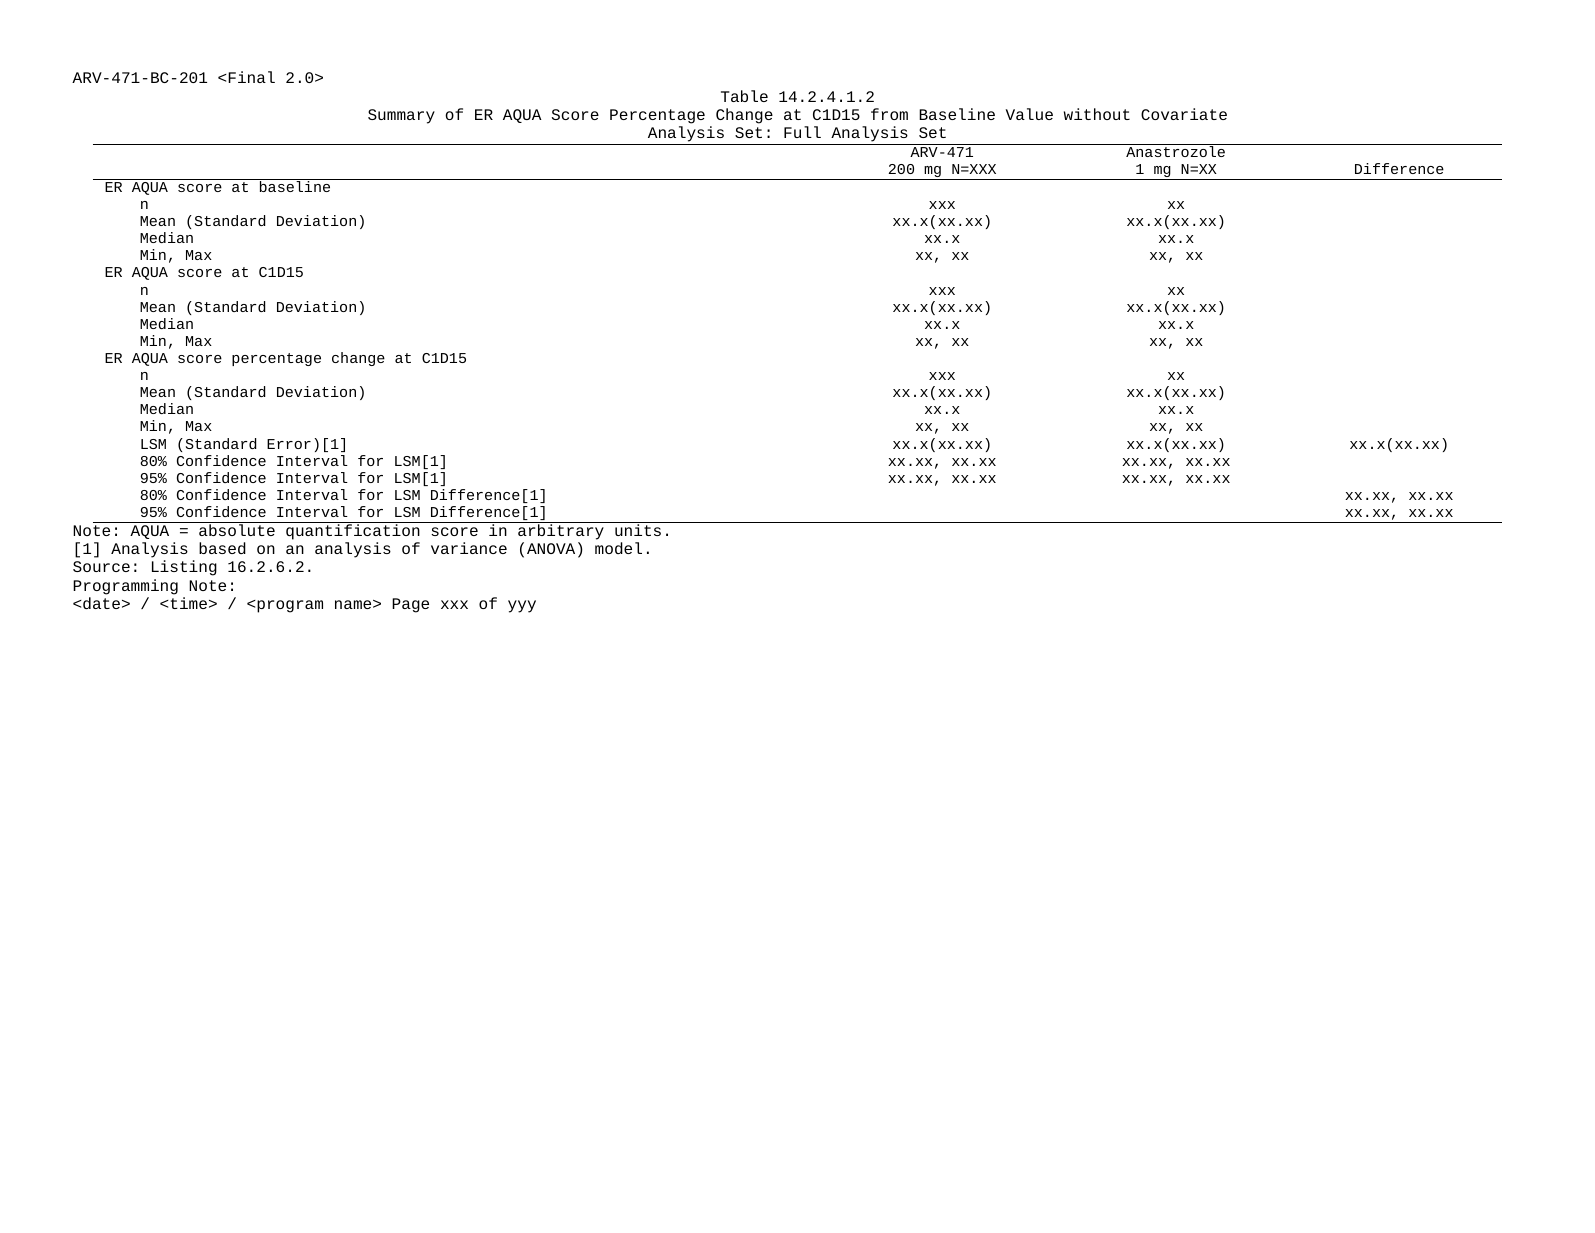 ARV-471-BC-201 <Final 2.0>
Table 14.2.4.1.2
Summary of ER AQUA Score Percentage Change at C1D15 from Baseline Value without Covariate
Analysis Set: Full Analysis Set
ARV-471 Anastrozole
200 mg N=XXX 1 mg N=XX Difference
ER AQUA score at baseline
n xxx xx
Mean (Standard Deviation) xx.x(xx.xx) xx.x(xx.xx)
Median xx.x xx.x
Min, Max xx, xx xx, xx
ER AQUA score at C1D15
n xxx xx
Mean (Standard Deviation) xx.x(xx.xx) xx.x(xx.xx)
Median xx.x xx.x
Min, Max xx, xx xx, xx
ER AQUA score percentage change at C1D15
n xxx xx
Mean (Standard Deviation) xx.x(xx.xx) xx.x(xx.xx)
Median xx.x xx.x
Min, Max xx, xx xx, xx
LSM (Standard Error)[1] xx.x(xx.xx) xx.x(xx.xx) xx.x(xx.xx)
80% Confidence Interval for LSM[1] xx.xx, xx.xx xx.xx, xx.xx
95% Confidence Interval for LSM[1] xx.xx, xx.xx xx.xx, xx.xx
80% Confidence Interval for LSM Difference[1] xx.xx, xx.xx
95% Confidence Interval for LSM Difference[1] xx.xx, xx.xx
Note: AQUA = absolute quantification score in arbitrary units.
[1] Analysis based on an analysis of variance (ANOVA) model.
Source: Listing 16.2.6.2.
Programming Note:
<date> / <time> / <program name> Page xxx of yyy